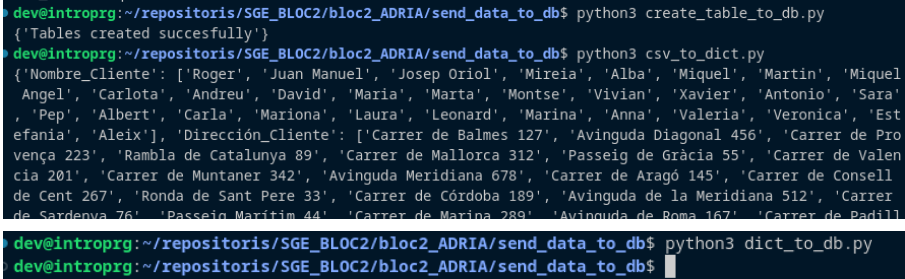 dev@introprg:~/repositoris/SGE_BLOC2/bloc2_ADRIA/send_data_to_db$ python3 create_table_to_db.py
{'Tables created succesfully'}
dev@introprg:~/repositoris/SGE_BLOC2/bloc2_ADRIA/send_data_to_db$ python3 csv_to_dict.py
{'Nombre_Cliente': ['Roger', 'Juan Manuel', 'Josep Oriol', 'Mireia', 'Alba', 'Miquel', 'Martin', 'Miquel
 Angel', 'Carlota', 'Andreu', 'David', 'Maria', 'Marta', 'Montse', 'Vivian', 'Xavier', 'Antonio', 'Sara'
, 'Pep', 'Albert', 'Carla', 'Mariona', 'Laura', 'Leonard', 'Marina', 'Anna', 'Valeria', 'Veronica', 'Est
efania', 'Aleix'], 'Dirección_Cliente': ['Carrer de Balmes 127', 'Avinguda Diagonal 456', 'Carrer de Pro
vença 223', 'Rambla de Catalunya 89', 'Carrer de Mallorca 312', 'Passeig de Gràcia 55', 'Carrer de Valen
cia 201', 'Carrer de Muntaner 342', 'Avinguda Meridiana 678', 'Carrer de Aragó 145', 'Carrer de Consell
de Cent 267', 'Ronda de Sant Pere 33', 'Carrer de Córdoba 189', 'Avinguda de la Meridiana 512', 'Carrer
de Sardenya 76', 'Passeig Marítim 44', 'Carrer de Marina 289', 'Avinguda de Roma 167', 'Carrer de Padill
dev@introprg:~/repositoris/SGE_BLOC2/bloc2_ADRIA/send_data_to_db$ python3 dict_to_db.py
dev@introprg:~/repositoris/SGE_BLOC2/bloc2_ADRIA/send_data_to_db$